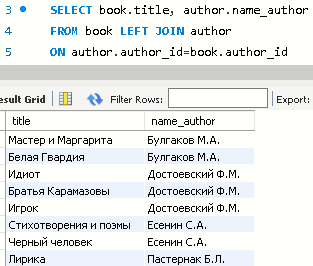 3 SELECT book.title, author.name_author
4 FROM book LEFT JOIN author
5 ON author.author_id=book.author_id
esult Grid Filter Rows: Export:
title name_author
Мастер и Маргарита Булгаков М.А.
Белая Гвардия Булгаков М.А.
Идиот Достоевский Ф.М.
Братья Карамазовы Достоевский Ф.М.
Игрок Достоевский Ф.М.
Стихотворения и поэмы Есенин С.А.
Черный человек Есенин С.А.
Лирика Пастернак Б.Л.